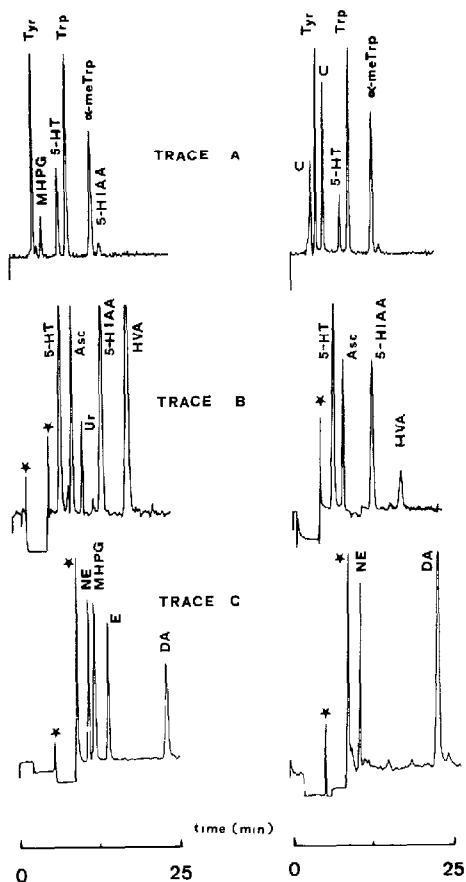 Tyr
MHPG
5-HT
Trp
α-meTrp
5-HIAA
TRACE A
U
Tyr
U
5-HT
Trp
α-meTrp
5-HT
Asc
Ur
5-HIAA
HVA
TRACE B
5-HT
Asc
5-HIAA
HVA
NE
MHPG
E
DA
TRACE C
NE
DA
time (min)
0 25 0 25